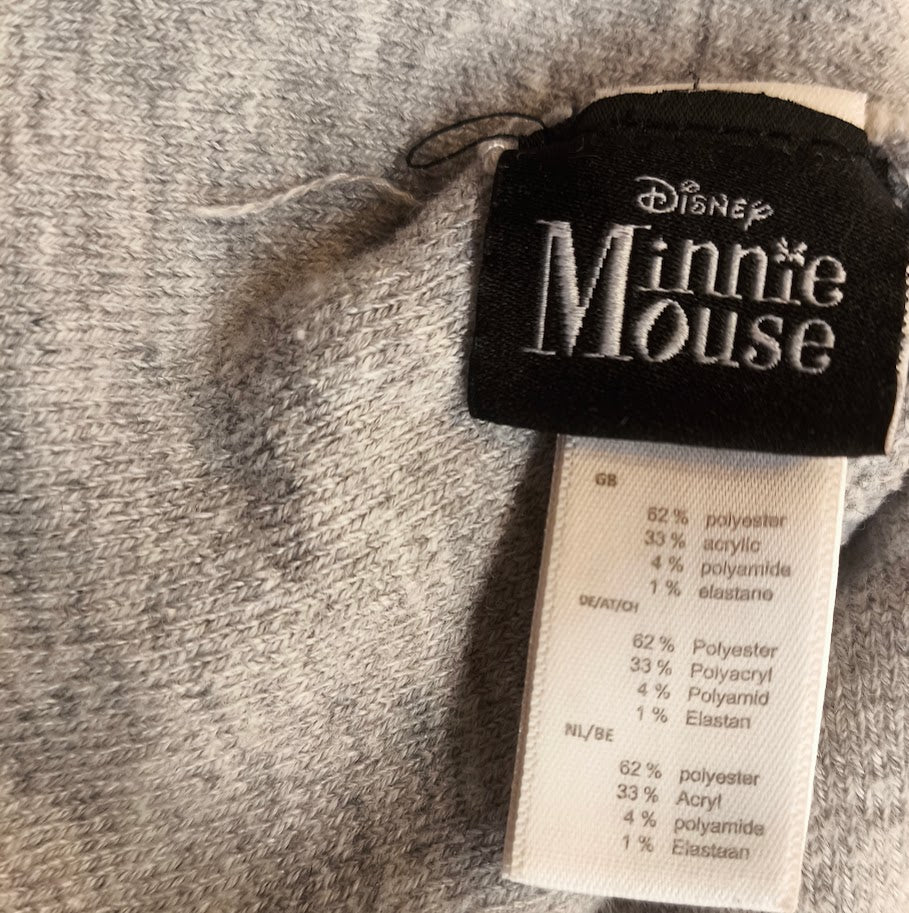 Disney
Minnie
Mouse
GB
62 % polyester
33 % acrylic
4 % polyamide
1 % elastane
DE/AT/CH
62 % Polyester
33 % Polyacryl
4 % Polyamid
1 % Elastan
NL/BE
62 % polyester
33 % Acryl
4 % polyamide
1 % Elastaan